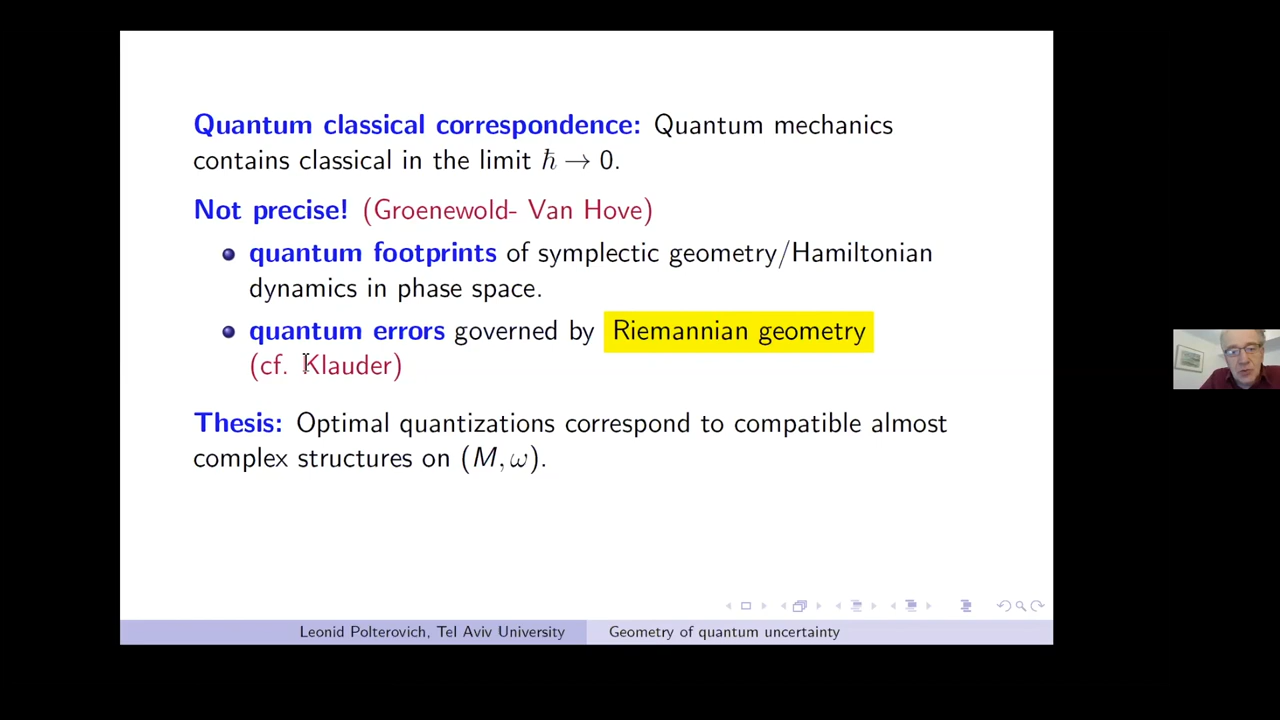 Quantum classical correspondence: Quantum mechanics
contains classical in the limit ℏ → 0.
Not precise! (Groenewold- Van Hove)
quantum footprints of symplectic geometry/Hamiltonian
dynamics in phase space.
quantum errors governed by Riemannian geometry
(cf. Klauder)
Thesis: Optimal quantizations correspond to compatible almost
complex structures on (M, ω).
Leonid Polterovich, Tel Aviv University
Geometry of quantum uncertainty